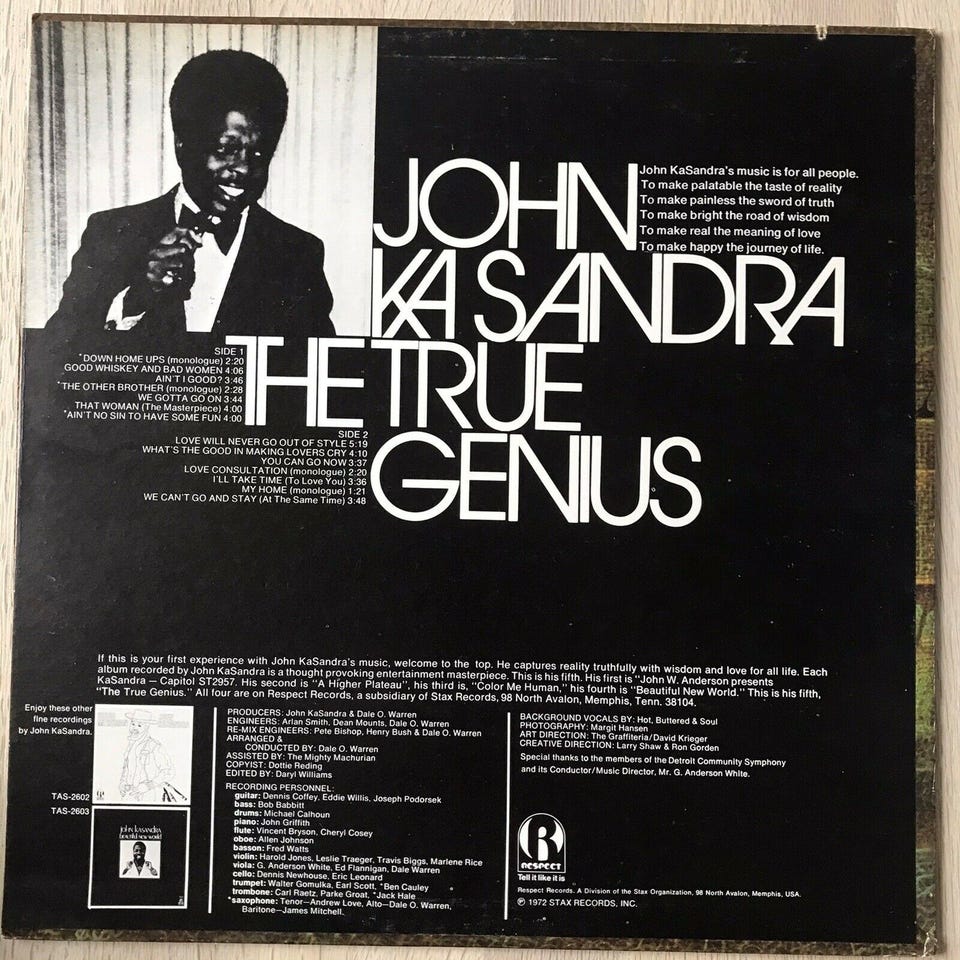 John KaSandra's music is for all people.
To make palatable the taste of reality
To make painless the sword of truth
To make bright the road of wisdom
To make real the meaning of love
To make happy the journey of life.
JOHN
KA SANDRA
THE TRUE
GENIUS
SIDE 1
*DOWN HOME UPS (monologue) 2:20
GOOD WHISKEY AND BAD WOMEN 4:06
AIN'T I GOOD? 3:46
*THE OTHER BROTHER (monologue) 2:28
WE GOTTA GO ON 3:44
THAT WOMAN (The Masterpiece) 4:00
*AIN'T NO SIN TO HAVE SOME FUN 4:00
SIDE 2
LOVE WILL NEVER GO OUT OF STYLE 5:19
WHAT'S THE GOOD IN MAKING LOVERS CRY 4:10
YOU CAN GO NOW 3:37
LOVE CONSULTATION (monologue) 2:20
I'LL TAKE TIME (To Love You) 3:36
MY HOME (monologue) 1:21
WE CAN'T GO AND STAY (At The Same Time) 3:48
If this is your first experience with John KaSandra's music, welcome to the top. He captures reality truthfully with wisdom and love for all life. Each
album recorded by John KaSandra is a thought provoking entertainment masterpiece. This is his fifth. His first is "John W. Anderson presents
KaSandra — Capitol ST2957. His second is "A Higher Plateau", his third is, "Color Me Human," his fourth is "Beautiful New World." This is his fifth,
"The True Genius." All four are on Respect Records, a subsidiary of Stax Records, 98 North Avalon, Memphis, Tenn. 38104.
Enjoy these other
fine recordings
by John KaSandra.
TAS-2602
TAS-2603
john kasandra
beautiful new world
PRODUCERS: John KaSandra & Dale O. Warren
ENGINEERS: Arlan Smith, Dean Mounts, Dale O. Warren
RE-MIX ENGINEERS: Pete Bishop, Henry Bush & Dale O. Warren
ARRANGED &
CONDUCTED BY: Dale O. Warren
ASSISTED BY: The Mighty Machurian
COPYIST: Dottie Reding
EDITED BY: Daryl Williams
RECORDING PERSONNEL:
guitar: Dennis Coffey, Eddie Willis, Joseph Podorsek
bass: Bob Babbitt
drums: Michael Calhoun
piano: John Griffith
flute: Vincent Bryson, Cheryl Cosey
oboe: Allen Johnson
basson: Fred Watts
violin: Harold Jones, Leslie Traeger, Travis Biggs, Marlene Rice
viola: G. Anderson White, Ed Flannigan, Dale Warren
cello: Dennis Newhouse, Eric Leonard
trumpet: Walter Gomulka, Earl Scott, *Ben Cauley
trombone: Carl Raetz, Parke Groat, *Jack Hale
*saxophone: Tenor—Andrew Love, Alto—Dale O. Warren,
Baritone—James Mitchell.
BACKGROUND VOCALS BY: Hot, Buttered & Soul
PHOTOGRAPHY: Margit Hansen
ART DIRECTION: The Graffiteria/David Krieger
CREATIVE DIRECTION: Larry Shaw & Ron Gorden
Special thanks to the members of the Detroit Community Symphony
and its Conductor/Music Director, Mr. G. Anderson White.
R
RESPECT
Tell it like it is
Respect Records. A Division of the Stax Organization, 98 North Avalon, Memphis, USA.
℗ 1972 STAX RECORDS, INC.